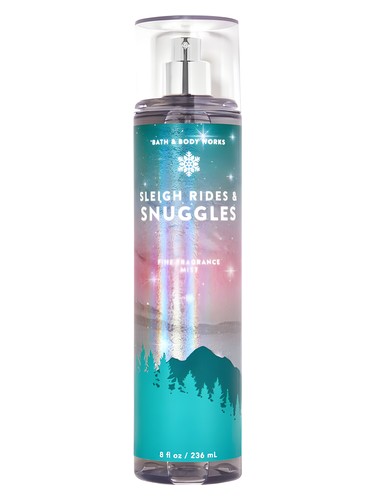 'BATH & BODY WORKS
SLEIGH RIDES &
SNUGGLES
FINE FRAGRANCE
MIST
8 fl oz / 236 mL